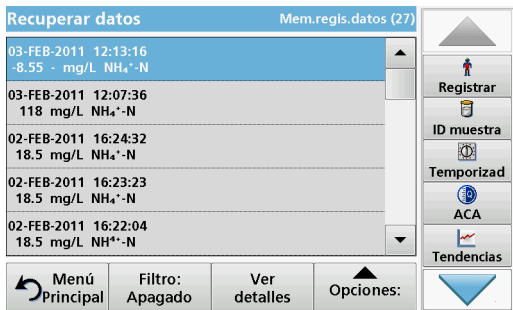 Recuperar datos
Mem.regis.datos (27)
03-FEB-2011 12:13:16
-8.55 - mg/L NH₄⁺-N
03-FEB-2011 12:07:36
118 mg/L NH₄⁺-N
02-FEB-2011 16:24:32
18.5 mg/L NH₄⁺-N
02-FEB-2011 16:23:23
18.5 mg/L NH₄⁺-N
02-FEB-2011 16:22:04
18.5 mg/L NH⁴⁺-N
Registrar
ID muestra
Temporizad
ACA
Tendencias
Menú
Principal
Filtro:
Apagado
Ver
detalles
Opciones: